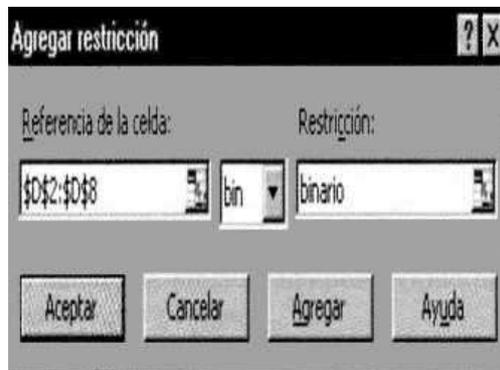 Agregar restricción ? X
Referencia de la celda: Restricción:
$D$2:$D$8 bin binario
Aceptar Cancelar Agregar Ayuda